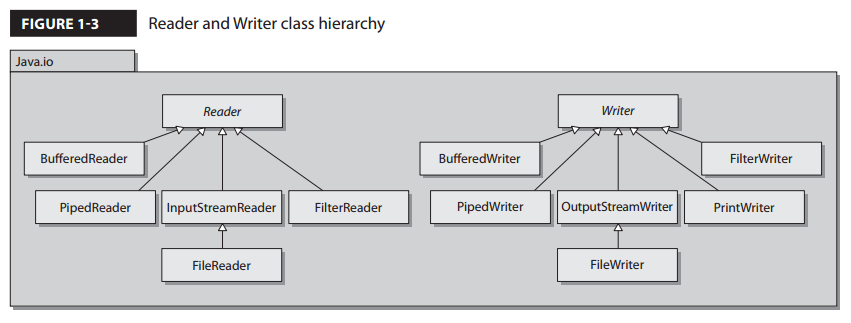 FIGURE 1-3 Reader and Writer class hierarchy
Java.io
Reader
Writer
BufferedReader
BufferedWriter
FilterWriter
PipedReader
InputStreamReader
FilterReader
PipedWriter
OutputStreamWriter
PrintWriter
FileReader
FileWriter